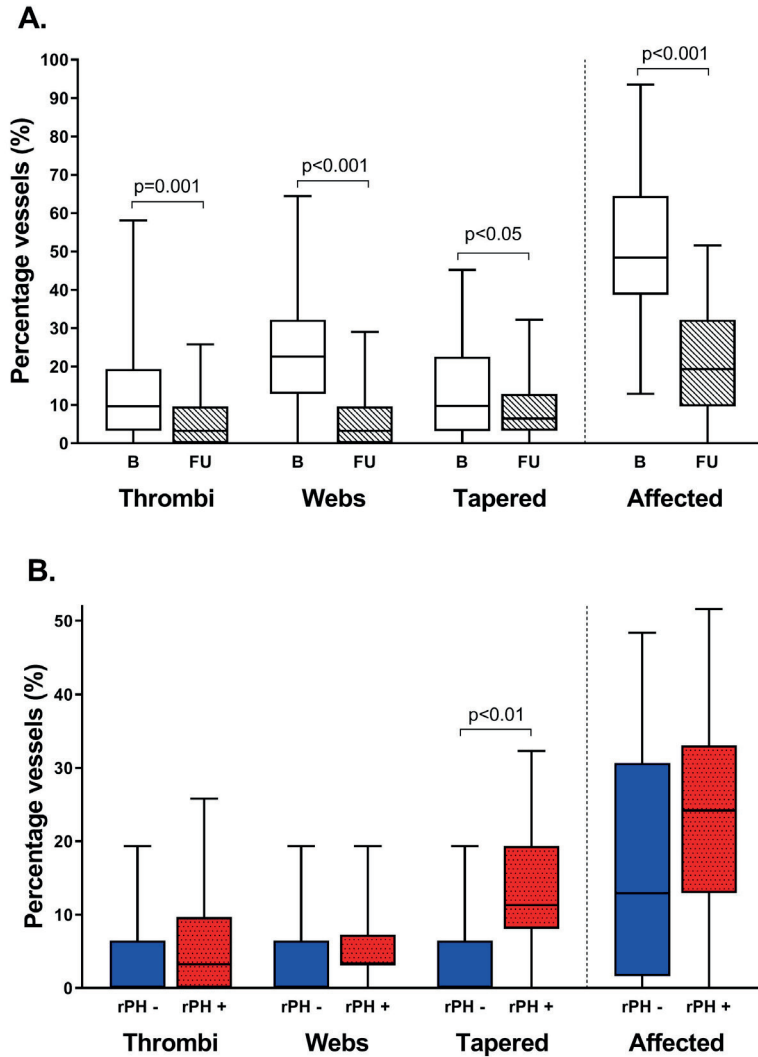 A.
Percentage vessels (%)
100
90
80
70
60
50
40
30
20
10
0
p=0.001
p<0.001
p<0.05
p<0.001
B FU B FU B FU B FU
Thrombi Webs Tapered Affected
B.
Percentage vessels (%)
50
40
30
20
10
0
p<0.01
rPH - rPH + rPH - rPH + rPH - rPH + rPH - rPH +
Thrombi Webs Tapered Affected